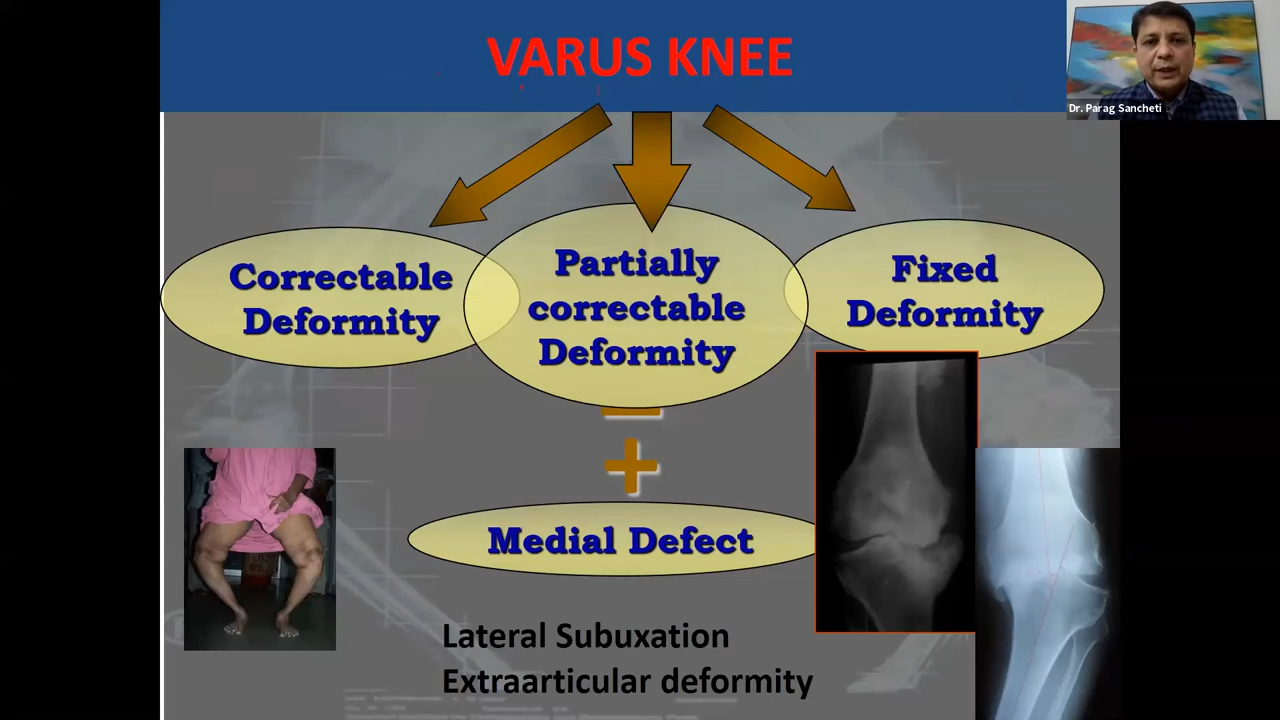 VARUS KNEE
Dr. Parag Sancheti
Correctable
Deformity
Partially
correctable
Deformity
Fixed
Deformity
+
Medial Defect
Lateral Subuxation
Extraarticular deformity